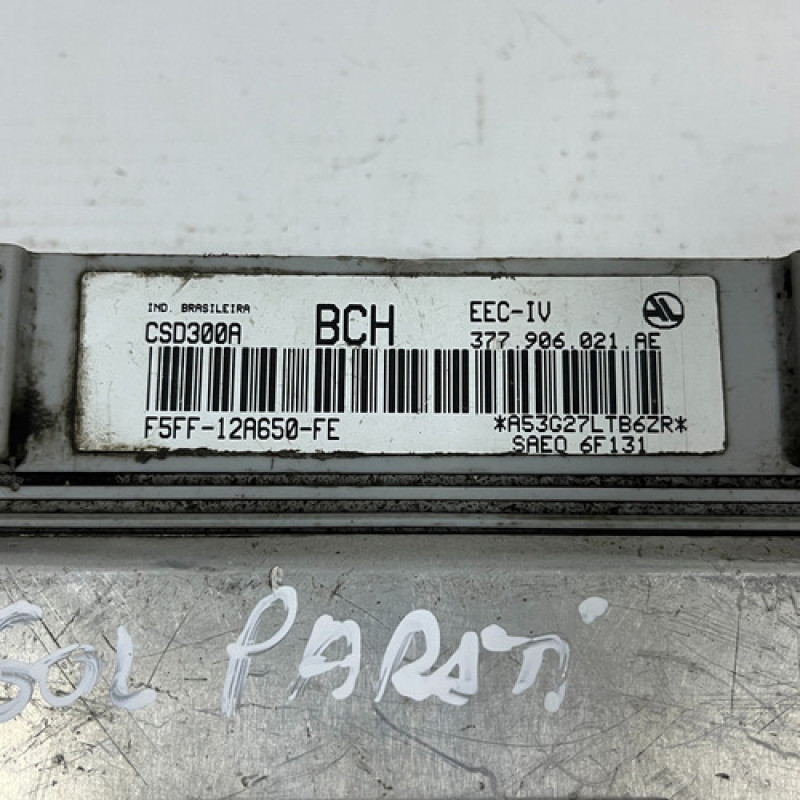 IND. BRASILEIRA
CSD300A
BCH
EEC-IV
377.906.021.AE
F5FF-12A650-FE
*A53G27LTB6ZR*
SAEQ 6F131
GOL PARATI